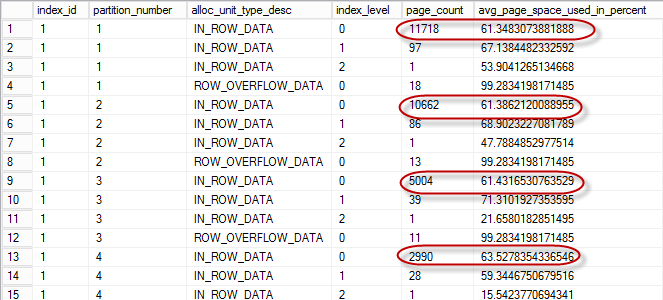 index_id partition_number alloc_unit_type_desc index_level page_count avg_page_space_used_in_percent
1 1 1 IN_ROW_DATA 0 11718 61.3483073881888
2 1 1 IN_ROW_DATA 1 97 67.1384482332592
3 1 1 IN_ROW_DATA 2 1 53.9041265134668
4 1 1 ROW_OVERFLOW_DATA 0 18 99.2834198171485
5 1 2 IN_ROW_DATA 0 10662 61.3862120088955
6 1 2 IN_ROW_DATA 1 86 68.9023227081789
7 1 2 IN_ROW_DATA 2 1 47.7884852977514
8 1 2 ROW_OVERFLOW_DATA 0 13 99.2834198171485
9 1 3 IN_ROW_DATA 0 5004 61.4316530763529
10 1 3 IN_ROW_DATA 1 39 71.3101927353595
11 1 3 IN_ROW_DATA 2 1 21.6580182851495
12 1 3 ROW_OVERFLOW_DATA 0 11 99.2834198171485
13 1 4 IN_ROW_DATA 0 2990 63.5278354336546
14 1 4 IN_ROW_DATA 1 28 59.3446750679516
15 1 4 IN_ROW_DATA 2 1 15.5423770694341